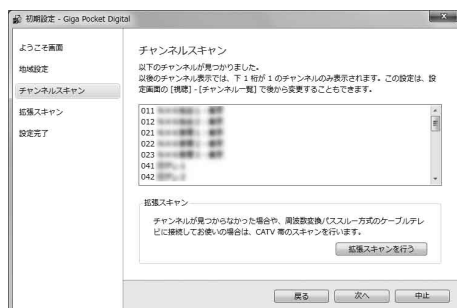 初期設定 - Giga Pocket Digital
ようこそ画面
地域設定
チャンネルスキャン
拡張スキャン
設定完了
チャンネルスキャン
以下のチャンネルが見つかりました。
以後のチャンネル表示では、下 1 桁が 1 のチャンネルのみ表示されます。この設定は、設
定画面の [視聴] - [チャンネル一覧] で後から変更することもできます。
011
012
021
022
023
041
042
拡張スキャン
チャンネルが見つからなかった場合や、周波数変換パススルー方式のケーブルテレ
ビに接続してお使いの場合は、CATV 帯のスキャンを行います。
拡張スキャンを行う
戻る
次へ
中止